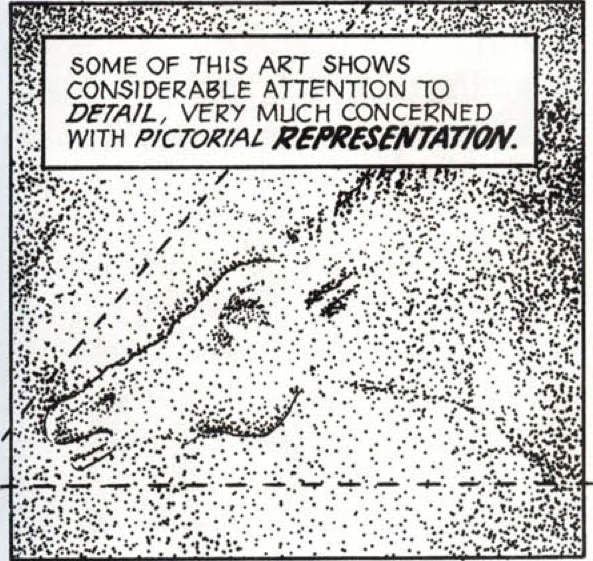 SOME OF THIS ART SHOWS
CONSIDERABLE ATTENTION TO
DETAIL, VERY MUCH CONCERNED
WITH PICTORIAL REPRESENTATION.